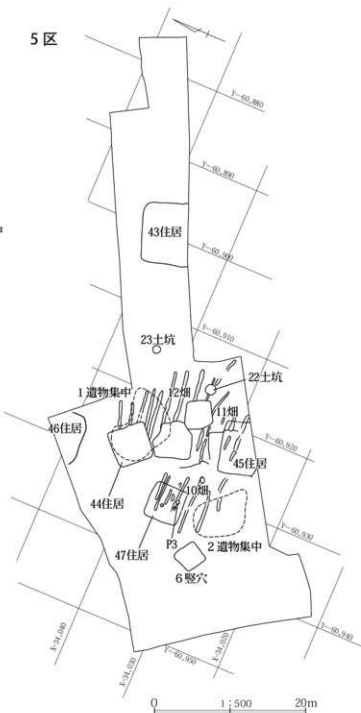 5 区
Y=-60,880
Y=-60,890
43住居
Y=-60,900
23土坑
Y=-60,910
22土坑
1 遺物集中
12畑
11畑
46住居
Y=-60,920
45住居
44住居
10畑
47住居
P3
2 遺物集中
Y=-60,930
6 竪穴
X=-34,040
X=-34,030
Y=-60,950
X=-34,020
Y=-60,940
0
1:500
20m